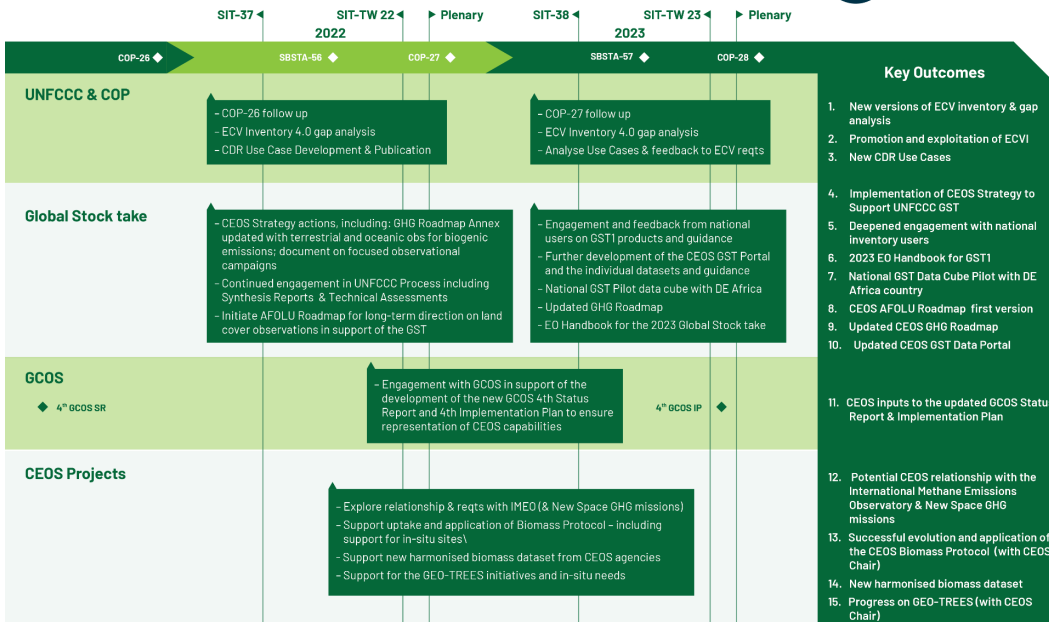 SIT-37
SIT-TW 22
Plenary
SIT-38
SIT-TW 23
Plenary
2022
2023
COP-26
SBSTA-56
COP-27
SBSTA-57
COP-28
UNFCCC & COP
– COP-26 follow up
– ECV Inventory 4.0 gap analysis
– CDR Use Case Development & Publication
– COP-27 follow up
– ECV Inventory 4.0 gap analysis
– Analyse Use Cases & feedback to ECV reqts
Global Stock take
– CEOS Strategy actions, including: GHG Roadmap Annex
updated with terrestrial and oceanic obs for biogenic
emissions; document on focused observational
campaigns
– Continued engagement in UNFCCC Process including
Synthesis Reports & Technical Assessments
– Initiate AFOLU Roadmap for long-term direction on land
cover observations in support of the GST
– Engagement and feedback from national
users on GST1 products and guidance
– Further development of the CEOS GST Portal
and the individual datasets and guidance
– National GST Pilot data cube with DE Africa
– Updated GHG Roadmap
– EO Handbook for the 2023 Global Stock take
GCOS
4th GCOS SR
– Engagement with GCOS in support of the
development of the new GCOS 4th Status
Report and 4th Implementation Plan to ensure
representation of CEOS capabilities
4th GCOS IP
CEOS Projects
– Explore relationship & reqts with IMEO (& New Space GHG missions)
– Support uptake and application of Biomass Protocol – including
support for in-situ sites\
– Support new harmonised biomass dataset from CEOS agencies
– Support for the GEO-TREES initiatives and in-situ needs
Key Outcomes
1. New versions of ECV inventory & gap
analysis
2. Promotion and exploitation of ECVI
3. New CDR Use Cases
4. Implementation of CEOS Strategy to
Support UNFCCC GST
5. Deepened engagement with national
inventory users
6. 2023 EO Handbook for GST1
7. National GST Data Cube Pilot with DE
Africa country
8. CEOS AFOLU Roadmap first version
9. Updated CEOS GHG Roadmap
10. Updated CEOS GST Data Portal
11. CEOS inputs to the updated GCOS Status
Report & Implementation Plan
12. Potential CEOS relationship with the
International Methane Emissions
Observatory & New Space GHG
missions
13. Successful evolution and application of
the CEOS Biomass Protocol (with CEOS
Chair)
14. New harmonised biomass dataset
15. Progress on GEO-TREES (with CEOS
Chair)